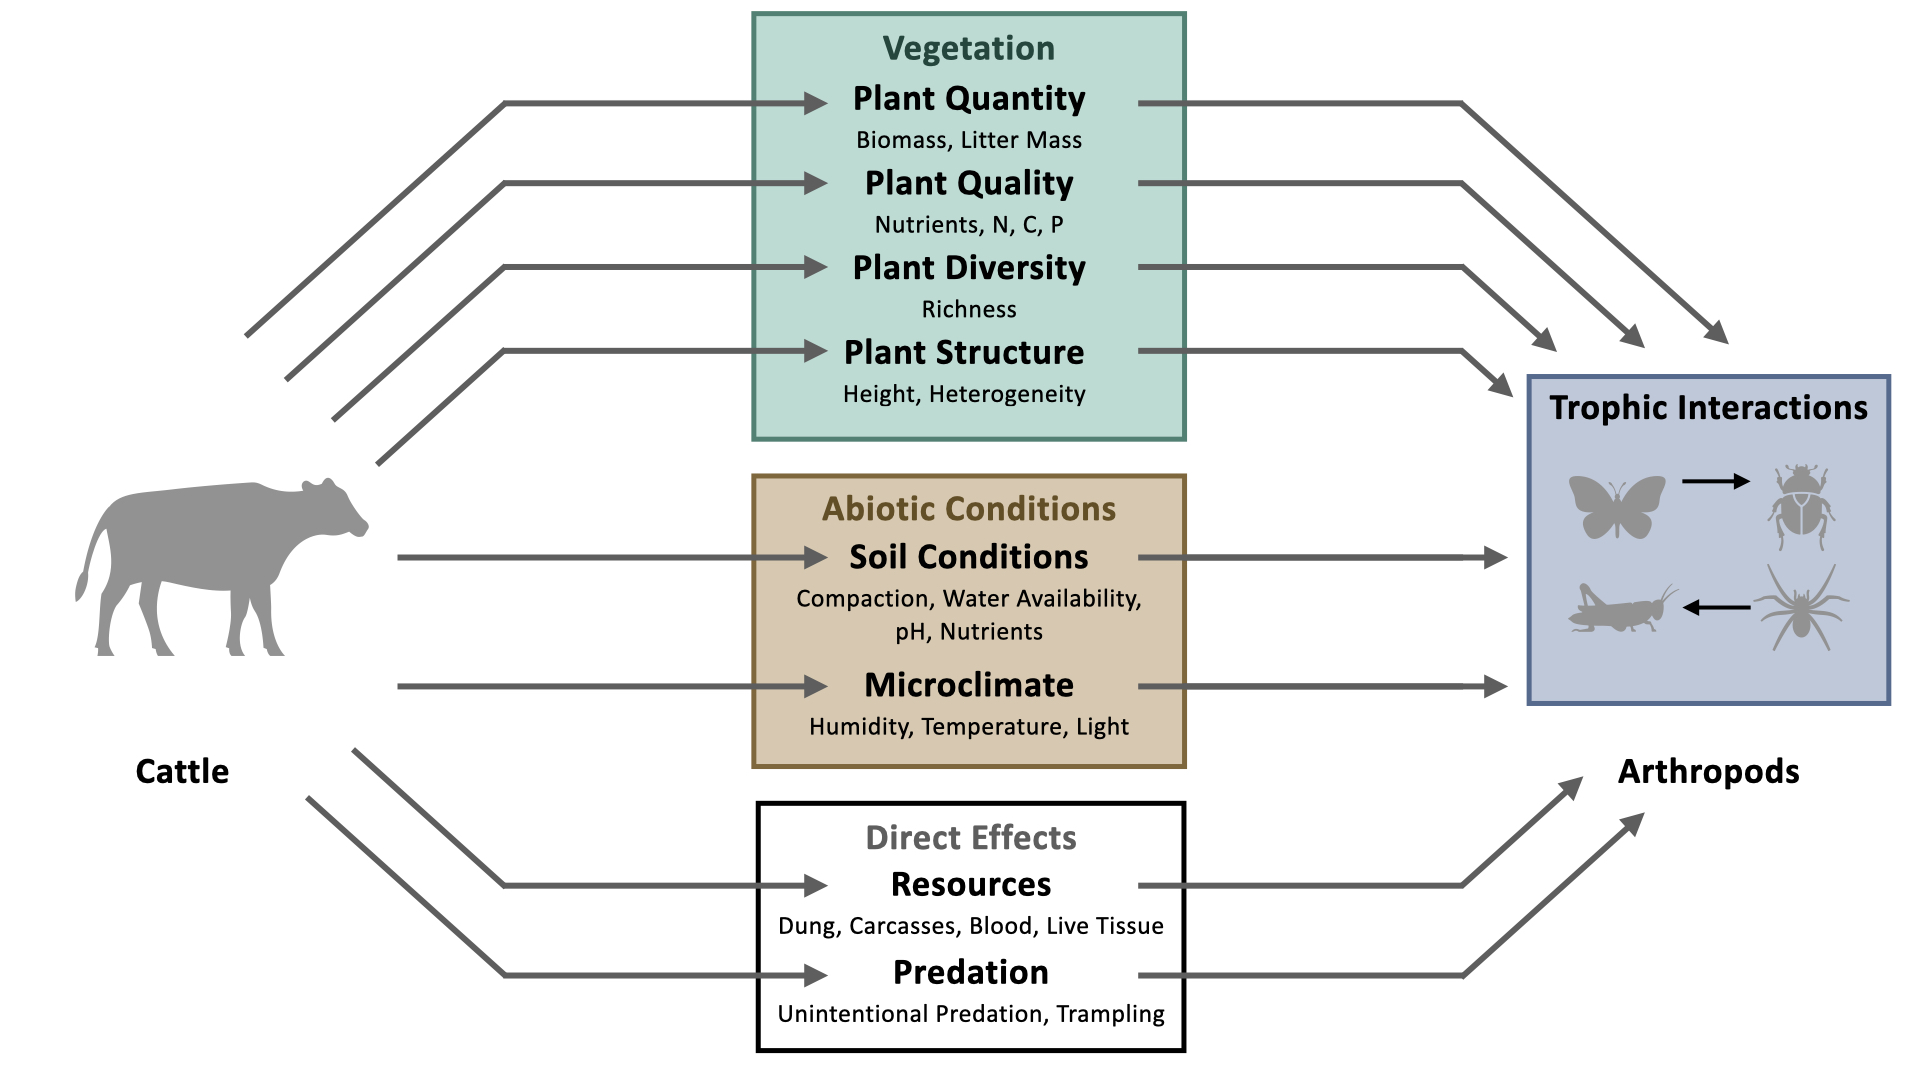 Vegetation
Plant Quantity
Biomass, Litter Mass
Plant Quality
Nutrients, N, C, P
Plant Diversity
Richness
Plant Structure
Height, Heterogeneity
Abiotic Conditions
Soil Conditions
Compaction, Water Availability,
pH, Nutrients
Microclimate
Humidity, Temperature, Light
Direct Effects
Resources
Dung, Carcasses, Blood, Live Tissue
Predation
Unintentional Predation, Trampling
Cattle
Trophic Interactions
Arthropods